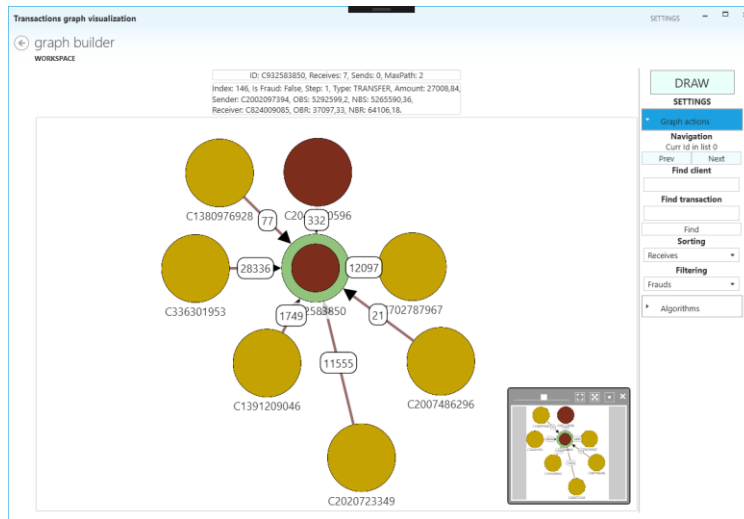 Transactions graph visualization
SETTINGS
graph builder
WORKSPACE
ID: C932583850, Receives: 7, Sends: 0, MaxPath: 2
Index: 146, Is Fraud: False, Step: 1, Type: TRANSFER, Amount: 27008,84,
Sender: C2002097394, OBS: 5292599,2, NBS: 5265590,36,
Receiver: C824009085, OBR: 37097,33, NBR: 64106,18.
DRAW
SETTINGS
Graph actions
Navigation
Curr Id in list 0
Prev Next
Find client
Find transaction
Find
Sorting
Receives
Filtering
Frauds
Algorithms
C1380976928
77
332
28336
12097
C336301953
1749
21
C1391209046
11555
C2007486296
C2020723349